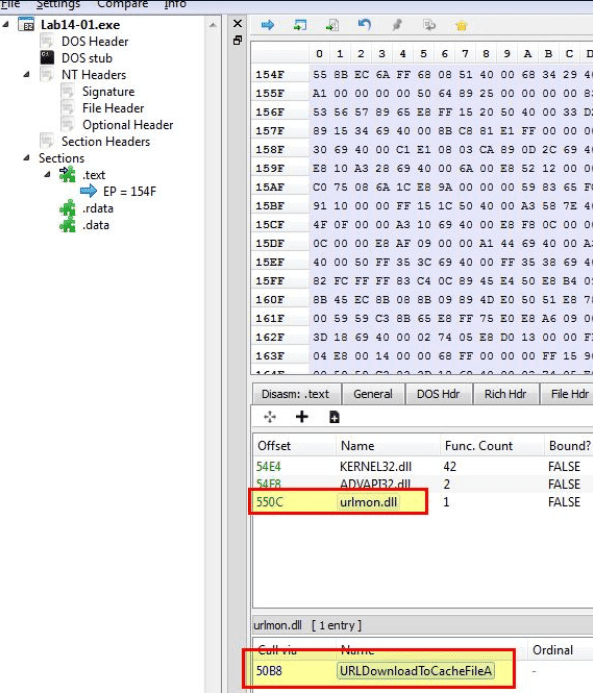 File Settings Compare Info
Lab14-01.exe
DOS Header
DOS stub
NT Headers
Signature
File Header
Optional Header
Section Headers
Sections
.text
EP = 154F
.rdata
.data
0 1 2 3 4 5 6 7 8 9 A B C D
154F 55 8B EC 6A FF 68 08 51 40 00 68 34 29 40
155F A1 00 00 00 00 50 64 89 25 00 00 00 00 83
156F 53 56 57 89 65 E8 FF 15 20 50 40 00 33 D2
157F 89 15 34 69 40 00 8B C8 81 E1 FF 00 00 00
158F 30 69 40 00 C1 E1 08 03 CA 89 0D 2C 69 40
159F E8 10 A3 28 69 40 00 6A 00 E8 52 12 00 00
15AF C0 75 08 6A 1C E8 9A 00 00 00 59 83 65 FC
15BF 91 10 00 00 FF 15 1C 50 40 00 A3 58 7E 40
15CF 4F 0F 00 00 A3 10 69 40 00 E8 F8 0C 00 00
15DF 0C 00 00 E8 AF 09 00 00 A1 44 69 40 00 A3
15EF 40 00 50 FF 35 3C 69 40 00 FF 35 38 69 40
15FF 82 FC FF FF 83 C4 0C 89 45 E4 50 E8 B4
160F 8B 45 EC 8B 08 8B 09 89 4D E0 50 51 E8
161F 00 59 59 C3 8B 65 E8 FF 75 E0 E8 A6 09 00
162F 3D 18 69 40 00 02 74 05 E8 D0 13 00 00 FF
163F 04 E8 00 14 00 00 68 FF 00 00 00 FF 15
Disasm: .text General DOS Hdr Rich Hdr File Hdr
Offset Name Func. Count Bound?
54E4 KERNEL32.dll 42 FALSE
54F8 ADVAPI32.dll 2 FALSE
550C urlmon.dll 1 FALSE
urlmon.dll [ 1 entry ]
Call via Name Ordinal
50B8 URLDownloadToCacheFileA -